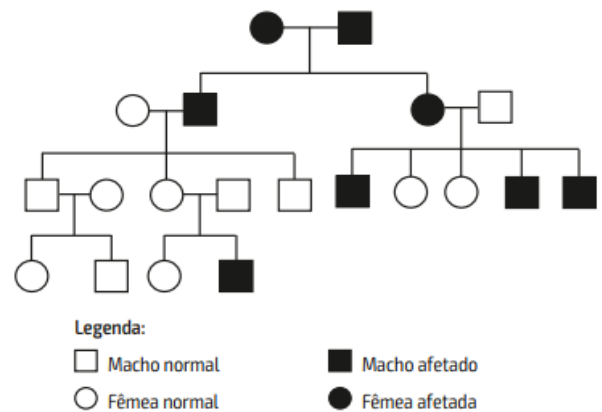 Legenda:
Macho normal
Macho afetado
Fêmea normal
Fêmea afetada